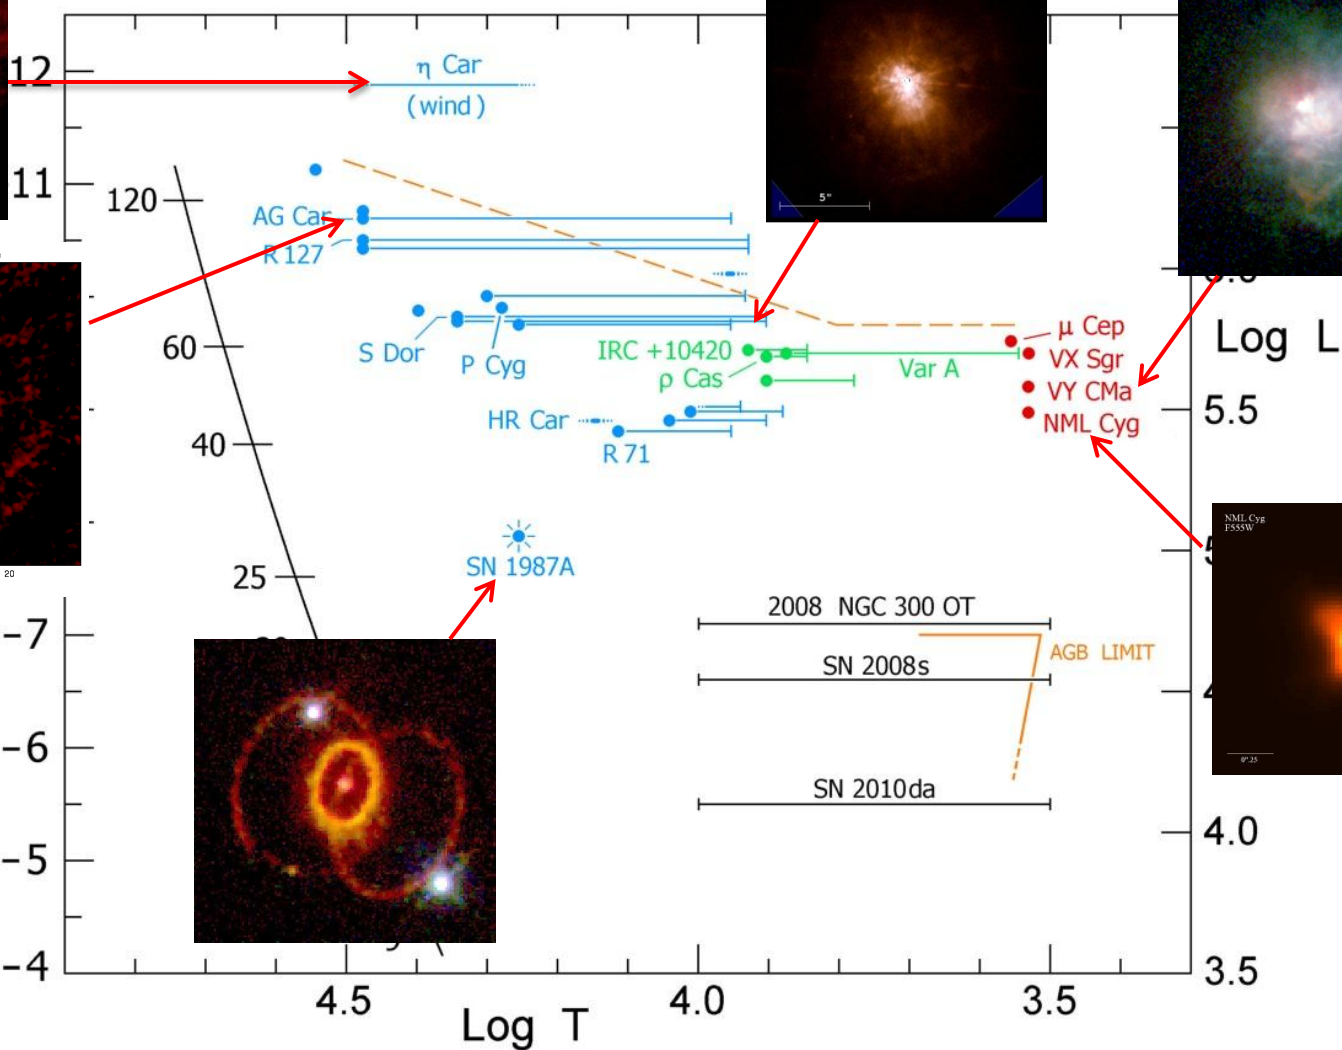 12
η Car
(wind)
5"
11
120
AG Car
R 127
μ Cep
60
S Dor
P Cyg
IRC +10420
ρ Cas
Var A
VX Sgr
Log L
VY CMa
5.5
NML Cyg
HR Car
40
R 71
NML Cyg
F555W
SN 1987A
25
20
2008 NGC 300 OT
-7
AGB LIMIT
SN 2008s
-6
0".25
SN 2010da
4.0
-5
-4
3.5
4.5
4.0
3.5
Log T